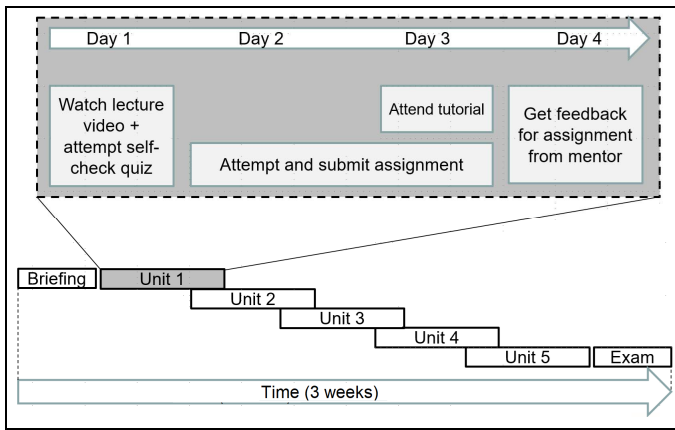 Day 1 Day 2 Day 3 Day 4
Watch lecture
video +
attempt self-
check quiz
Attend tutorial
Attempt and submit assignment
Get feedback
for assignment
from mentor
Briefing
Unit 1
Unit 2
Unit 3
Unit 4
Unit 5
Exam
Time (3 weeks)